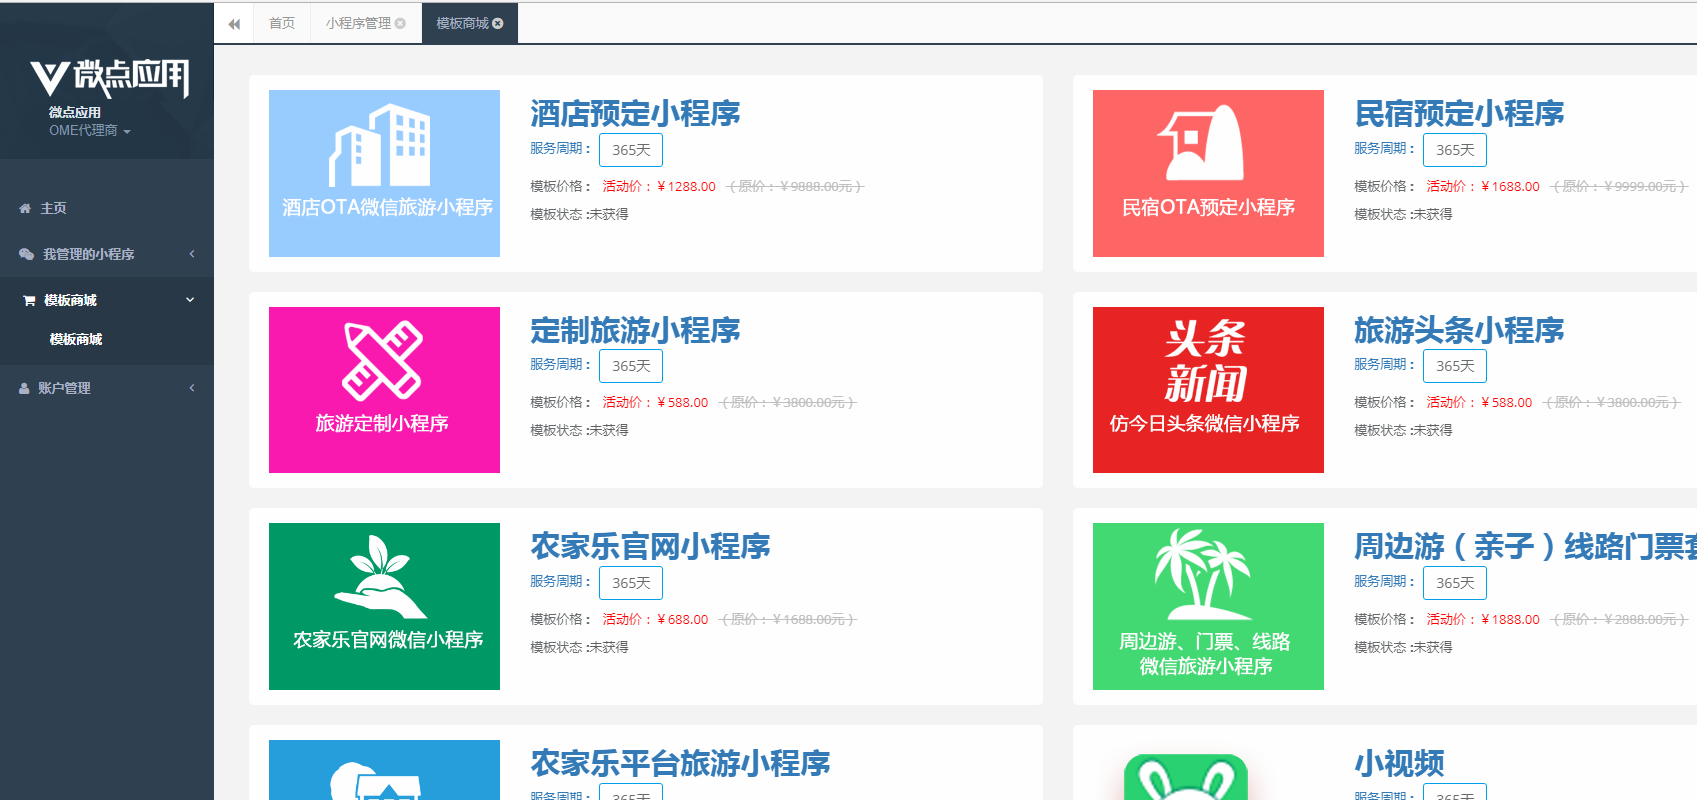 首页
小程序管理
模板商城
微点应用
微点应用
OME代理商
主页
我管理的小程序
模板商城
模板商城
账户管理
酒店OTA微信旅游小程序
酒店预定小程序
服务周期： 365天
模板价格： 活动价：￥1288.00 （原价：￥9888.00元）
模板状态 :未获得
民宿OTA预定小程序
民宿预定小程序
服务周期： 365天
模板价格： 活动价：￥1688.00 （原价：￥9999.00元）
模板状态 :未获得
旅游定制小程序
定制旅游小程序
服务周期： 365天
模板价格： 活动价：￥588.00 （原价：￥3800.00元）
模板状态 :未获得
头条
新闻
仿今日头条微信小程序
旅游头条小程序
服务周期： 365天
模板价格： 活动价：￥588.00 （原价：￥3800.00元）
模板状态 :未获得
农家乐官网微信小程序
农家乐官网小程序
服务周期： 365天
模板价格： 活动价：￥688.00 （原价：￥1688.00元）
模板状态 :未获得
周边游、门票、线路
微信旅游小程序
周边游（亲子）线路门票套
服务周期： 365天
模板价格： 活动价：￥1888.00 （原价：￥2888.00元）
模板状态 :未获得
农家乐平台旅游小程序
服务周期： 365天
小视频
服务周期： 365天